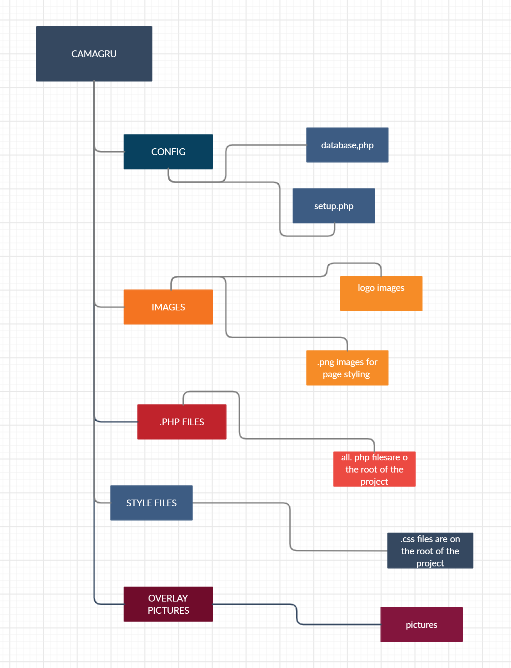 CAMAGRU
CONFIG
database,php
setup.php
IMAGES
logo images
.png images for
page styling
.PHP FILES
all. php filesare o
the root of the
project
STYLE FILES
.css files are on
the root of the
project
OVERLAY
PICTURES
pictures